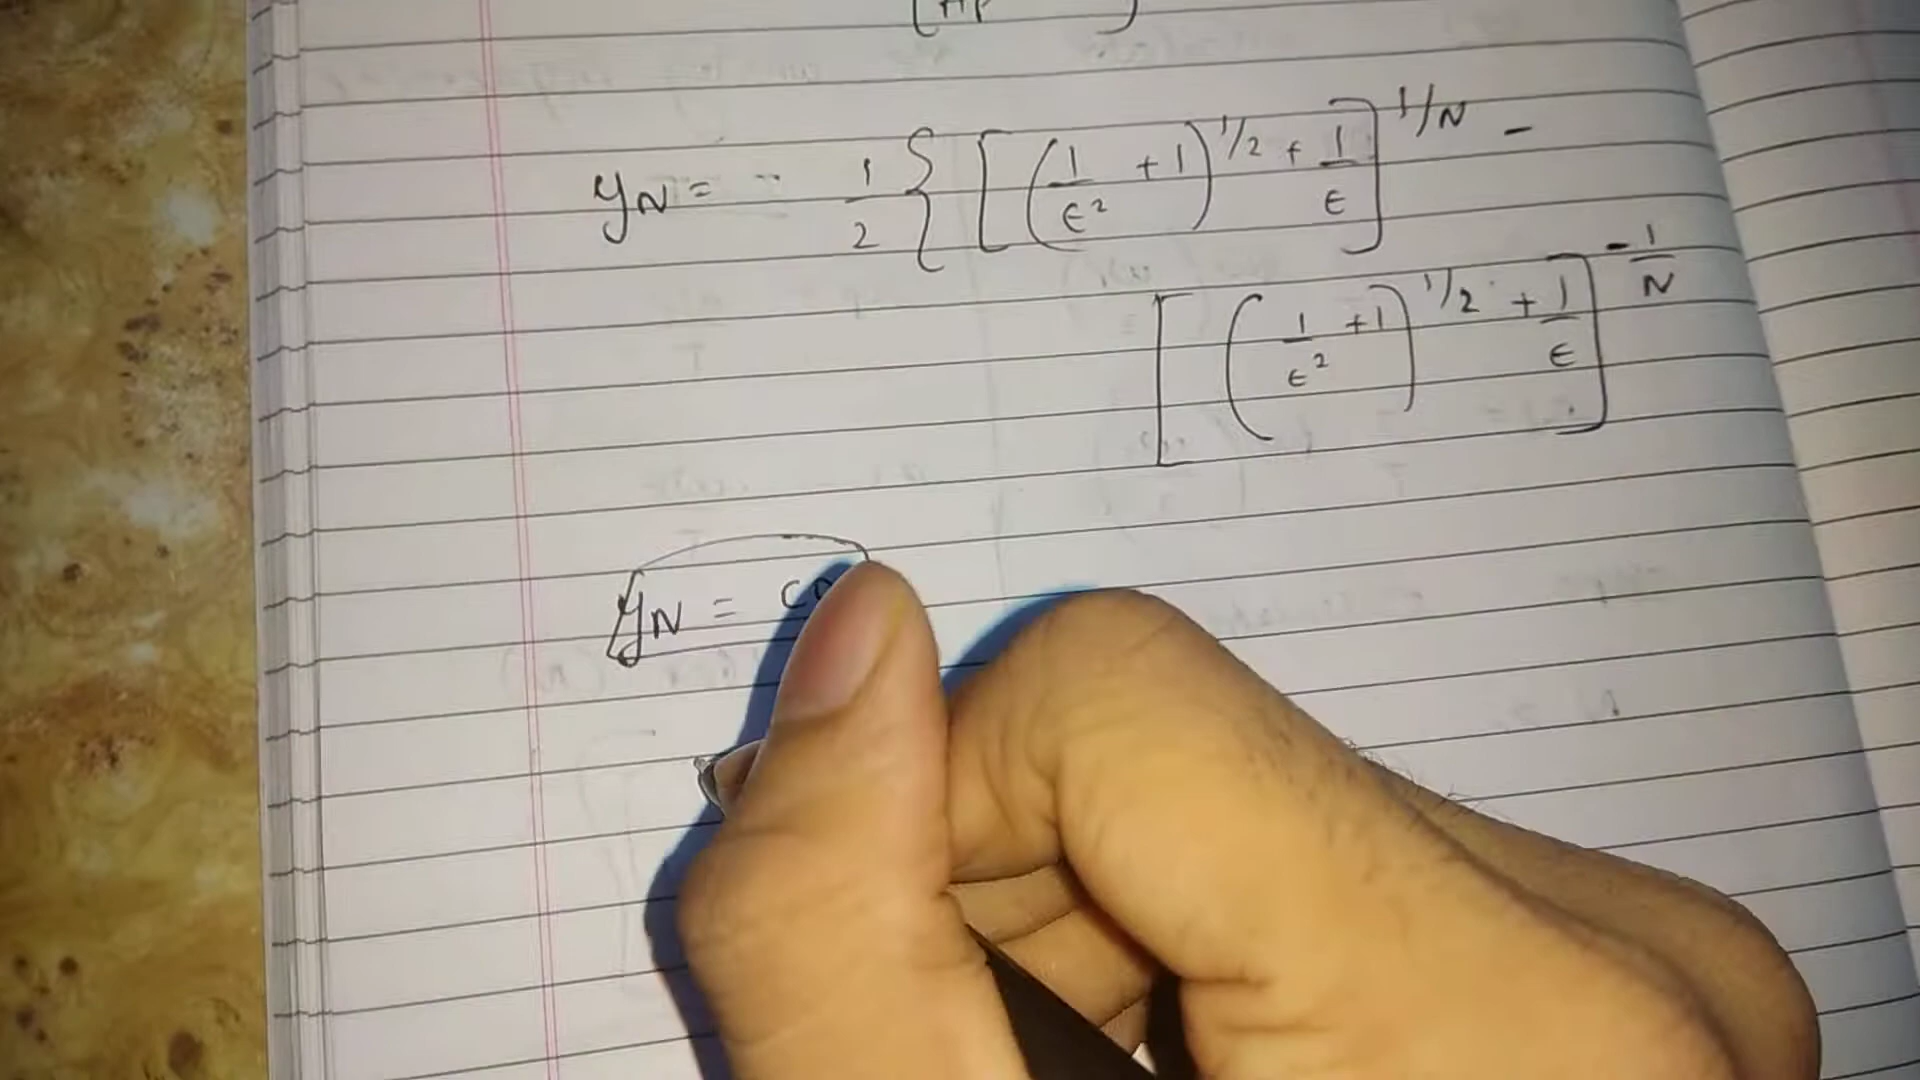 yN = - 1/2 { [ (1/ϵ² + 1)^1/2 + 1/ϵ ]^1/N -
[ (1/ϵ² + 1)^1/2 + 1/ϵ ]^-1/N
yN =